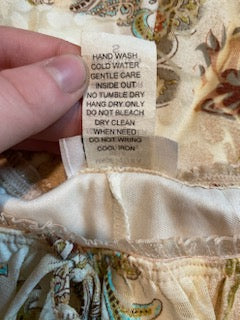 HAND WASH
COLD WATER
GENTLE CARE
INSIDE OUT
NO TUMBLE DRY
HANG DRY ONLY
DO NOT BLEACH
DRY CLEAN
WHEN NEED
DO NOT WRING
COOL IRON